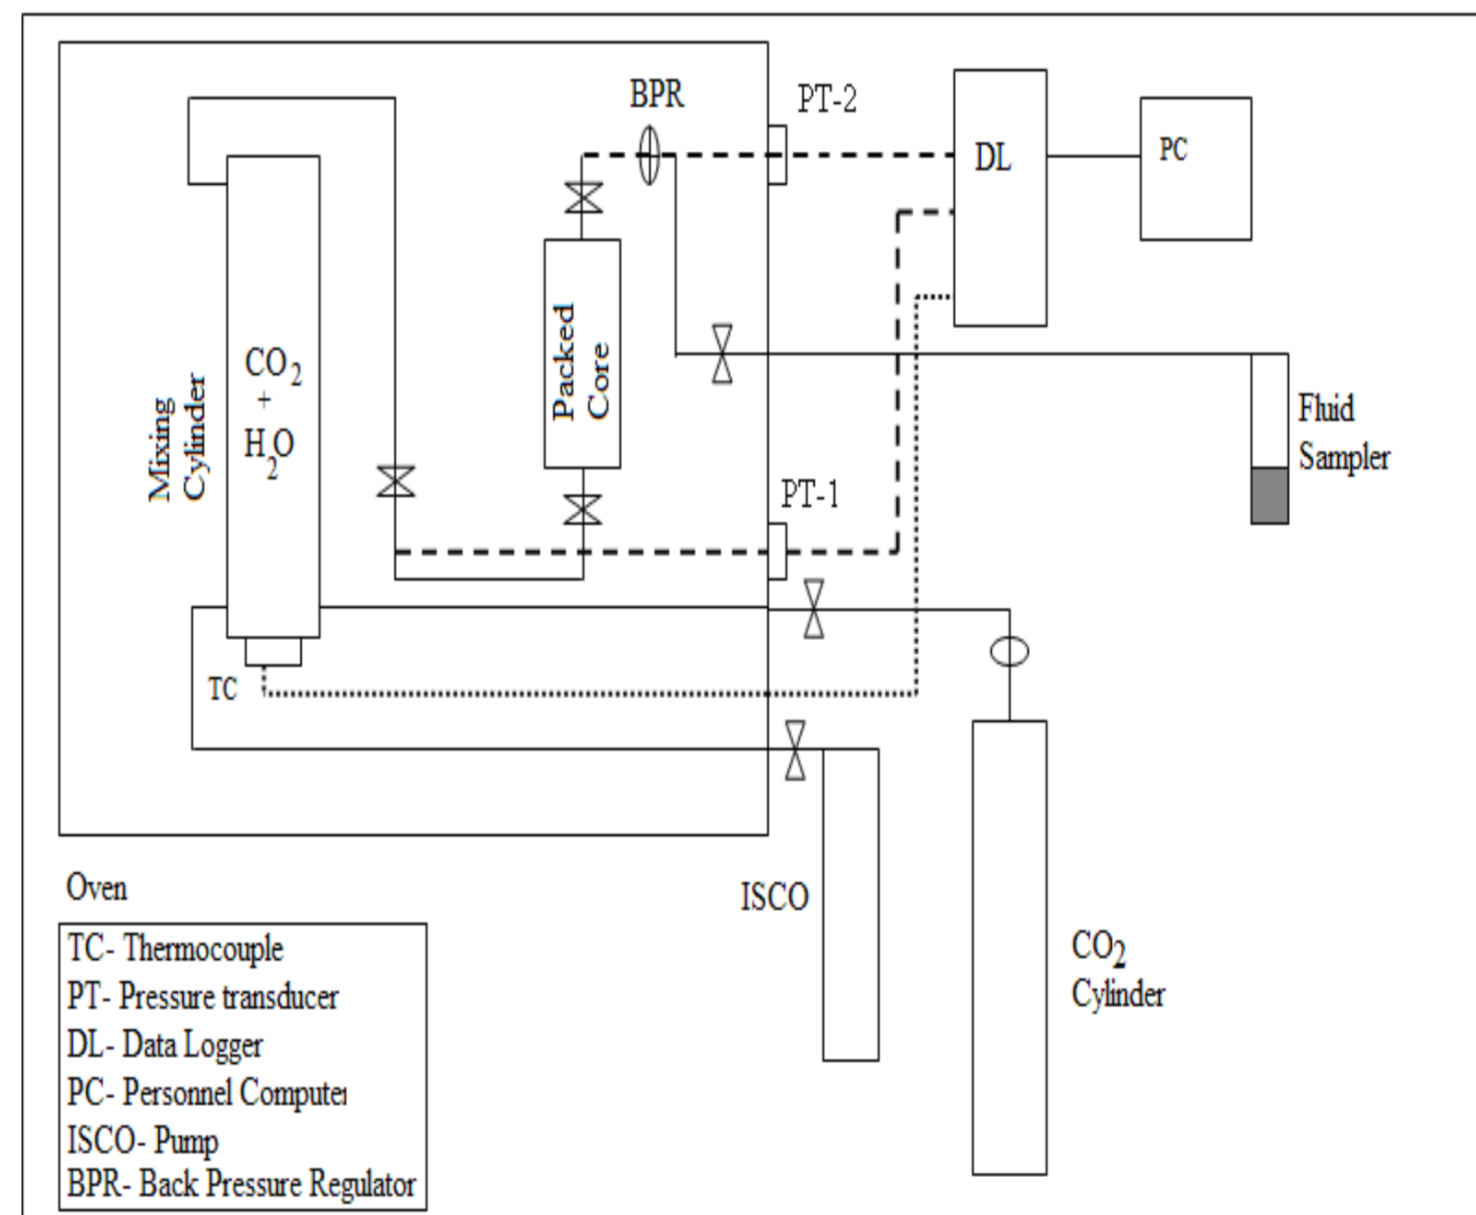 BPR
PT-2
DL
PC
CO2
+
H2O
Mixing
Cylinder
Packed
Core
Fluid
Sampler
PT-1
TC
Oven
ISCO
CO2
Cylinder
TC- Thermocouple
PT- Pressure transducer
DL- Data Logger
PC- Personnel Computer
ISCO- Pump
BPR- Back Pressure Regulator